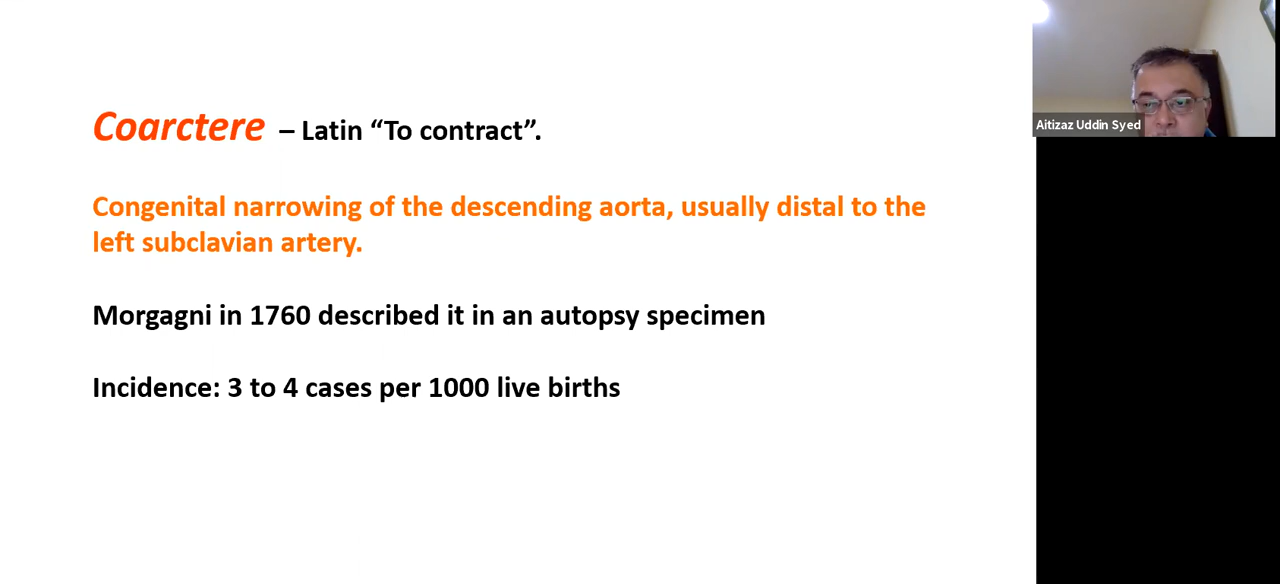 Coarctere – Latin “To contract”.
Congenital narrowing of the descending aorta, usually distal to the
left subclavian artery.
Morgagni in 1760 described it in an autopsy specimen
Incidence: 3 to 4 cases per 1000 live births
Aitizaz Uddin Syed